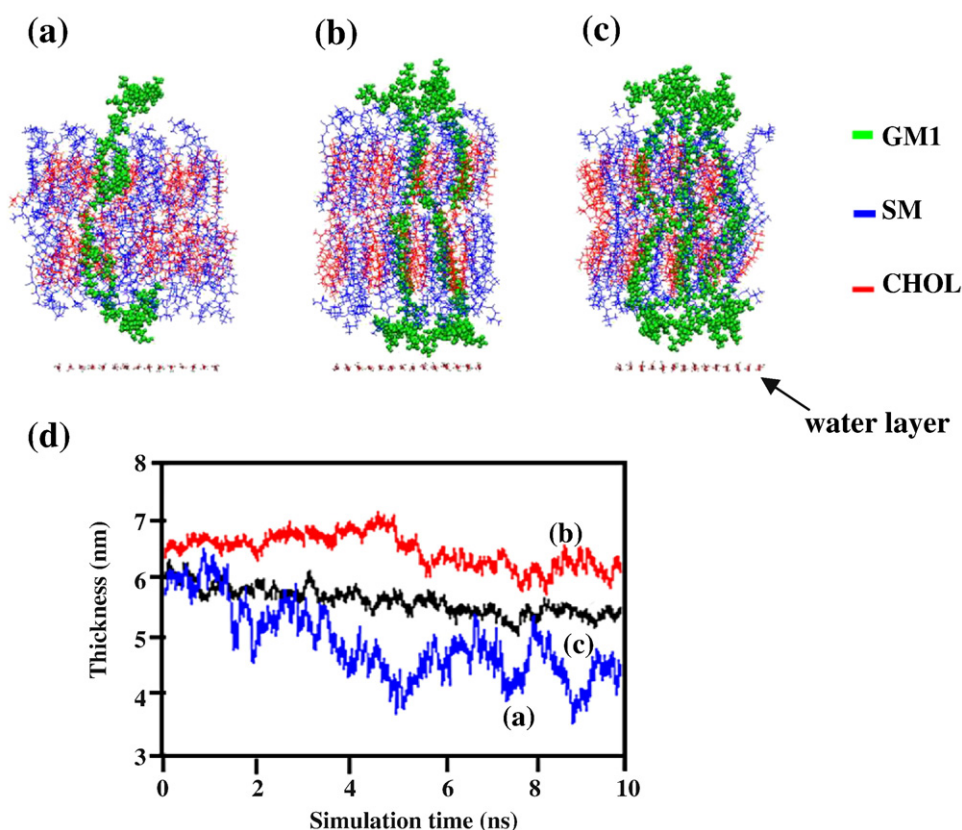 (a)
(b)
(c)
GM1
SM
CHOL
water layer
(d)
8
7
6
5
4
3
Thickness (nm)
(b)
(c)
(a)
0 2 4 6 8 10
Simulation time (ns)